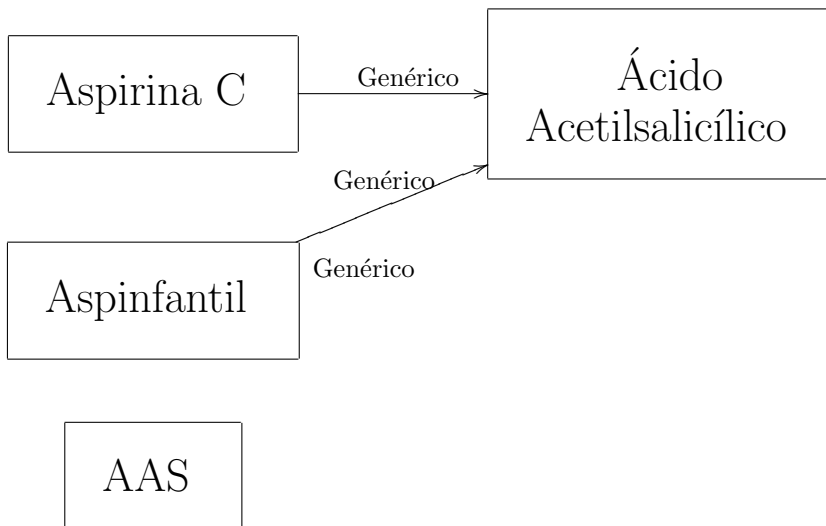 Aspirina C
Genérico
Ácido
Acetilsalicílico
Genérico
Aspinfantil
Genérico
AAS